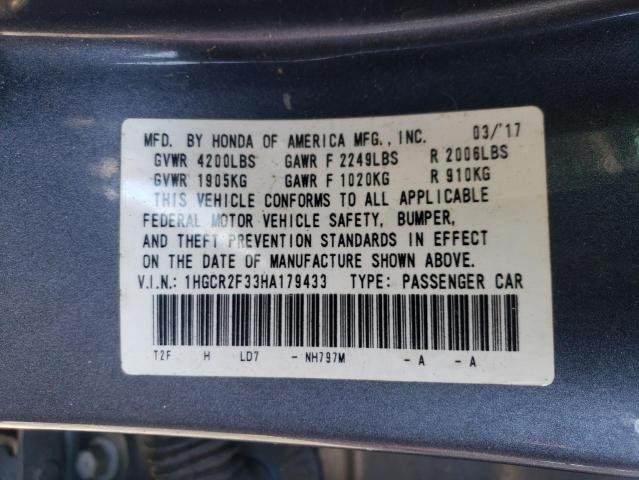 MFD. BY HONDA OF AMERICA MFG., INC. 03/'17
GVWR 4200LBS GAWR F 2249LBS R 2006LBS
GVWR 1905KG GAWR F 1020KG R 910KG
THIS VEHICLE CONFORMS TO ALL APPLICABLE
FEDERAL MOTOR VEHICLE SAFETY, BUMPER,
AND THEFT PREVENTION STANDARDS IN EFFECT
ON THE DATE OF MANUFACTURE SHOWN ABOVE.
V.I.N.: 1HGCR2F33HA179433 TYPE: PASSENGER CAR
T2F H LD7 - NH797M - A - A